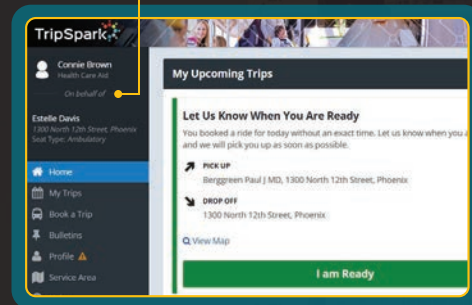 TripSpark
Connie Brown
Health Care Aid
On behalf of
Estelle Davis
1300 North 12th Street, Phoenix
Seat Type: Ambulatory
Home
My Trips
Book a Trip
Bulletins
Profile
Service Area
My Upcoming Trips
Let Us Know When You Are Ready
You booked a ride for today without an exact time. Let us know when you a
and we will pick you up as soon as possible.
PICK UP
Berggreen Paul J MD, 1300 North 12th Street, Phoenix
DROP OFF
1300 North 12th Street, Phoenix
View Map
I am Ready